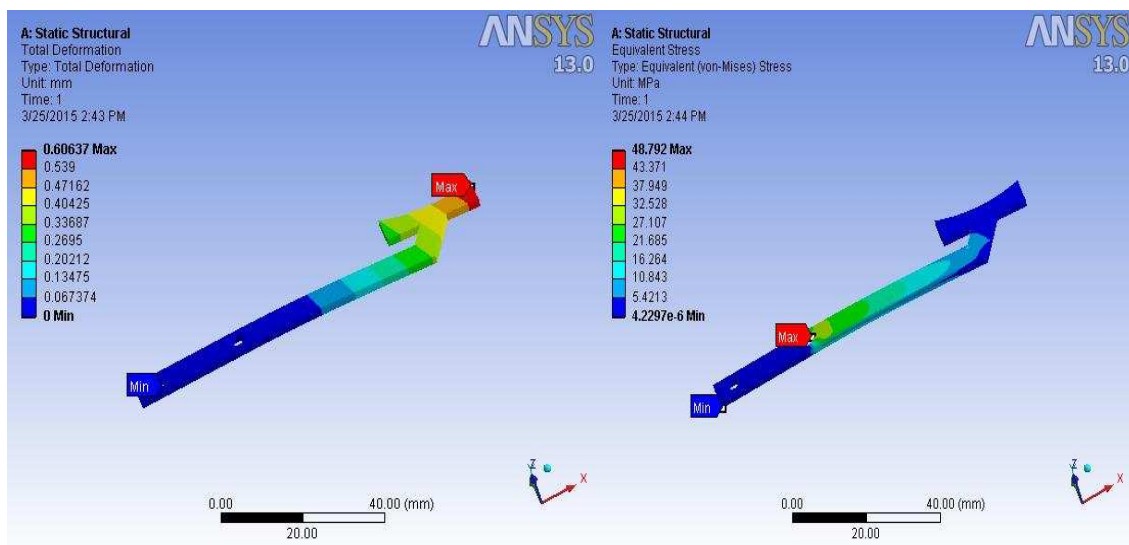 A: Static Structural
Total Deformation
Type: Total Deformation
Unit: mm
Time: 1
3/25/2015 2:43 PM
ANSYS
13.0
0.60637 Max
0.539
0.47162
0.40425
0.33687
0.2695
0.20212
0.13475
0.067374
0 Min
Max
Min
Z
X
0.00
40.00 (mm)
20.00
A: Static Structural
Equivalent Stress
Type: Equivalent (von-Mises) Stress
Unit: MPa
Time: 1
3/25/2015 2:44 PM
ANSYS
13.0
48.792 Max
43.371
37.949
32.528
27.107
21.685
16.264
10.843
5.4213
4.2297e-6 Min
Max
Min
Z
X
0.00
40.00 (mm)
20.00